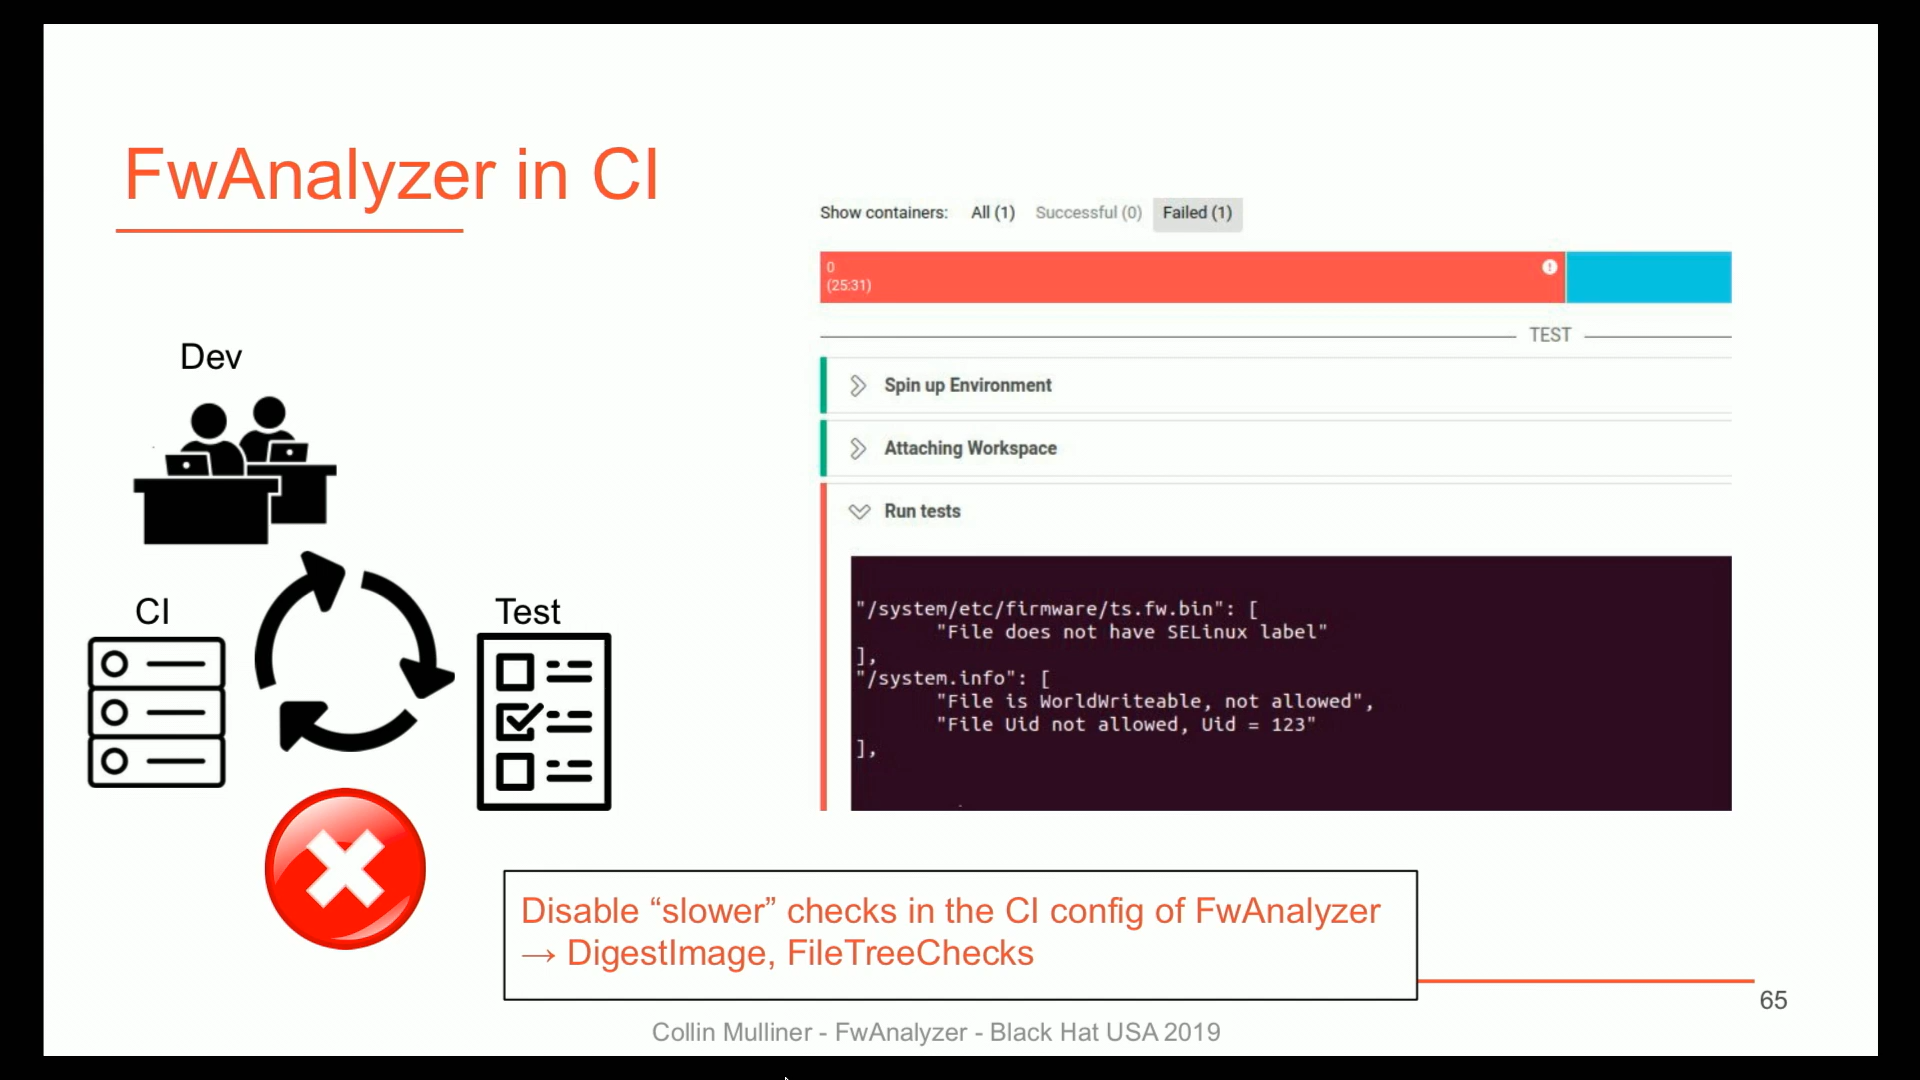 FwAnalyzer in CI
Show containers: All (1) Successful (0) Failed (1)
0
(25:31)
TEST
Spin up Environment
Attaching Workspace
Run tests
"/system/etc/firmware/ts.fw.bin": [
"File does not have SELinux label"
],
"/system.info": [
"File is WorldWriteable, not allowed",
"File Uid not allowed, Uid = 123"
],
Dev
CI
Test
Disable “slower” checks in the CI config of FwAnalyzer
→ DigestImage, FileTreeChecks
65
Collin Mulliner - FwAnalyzer - Black Hat USA 2019